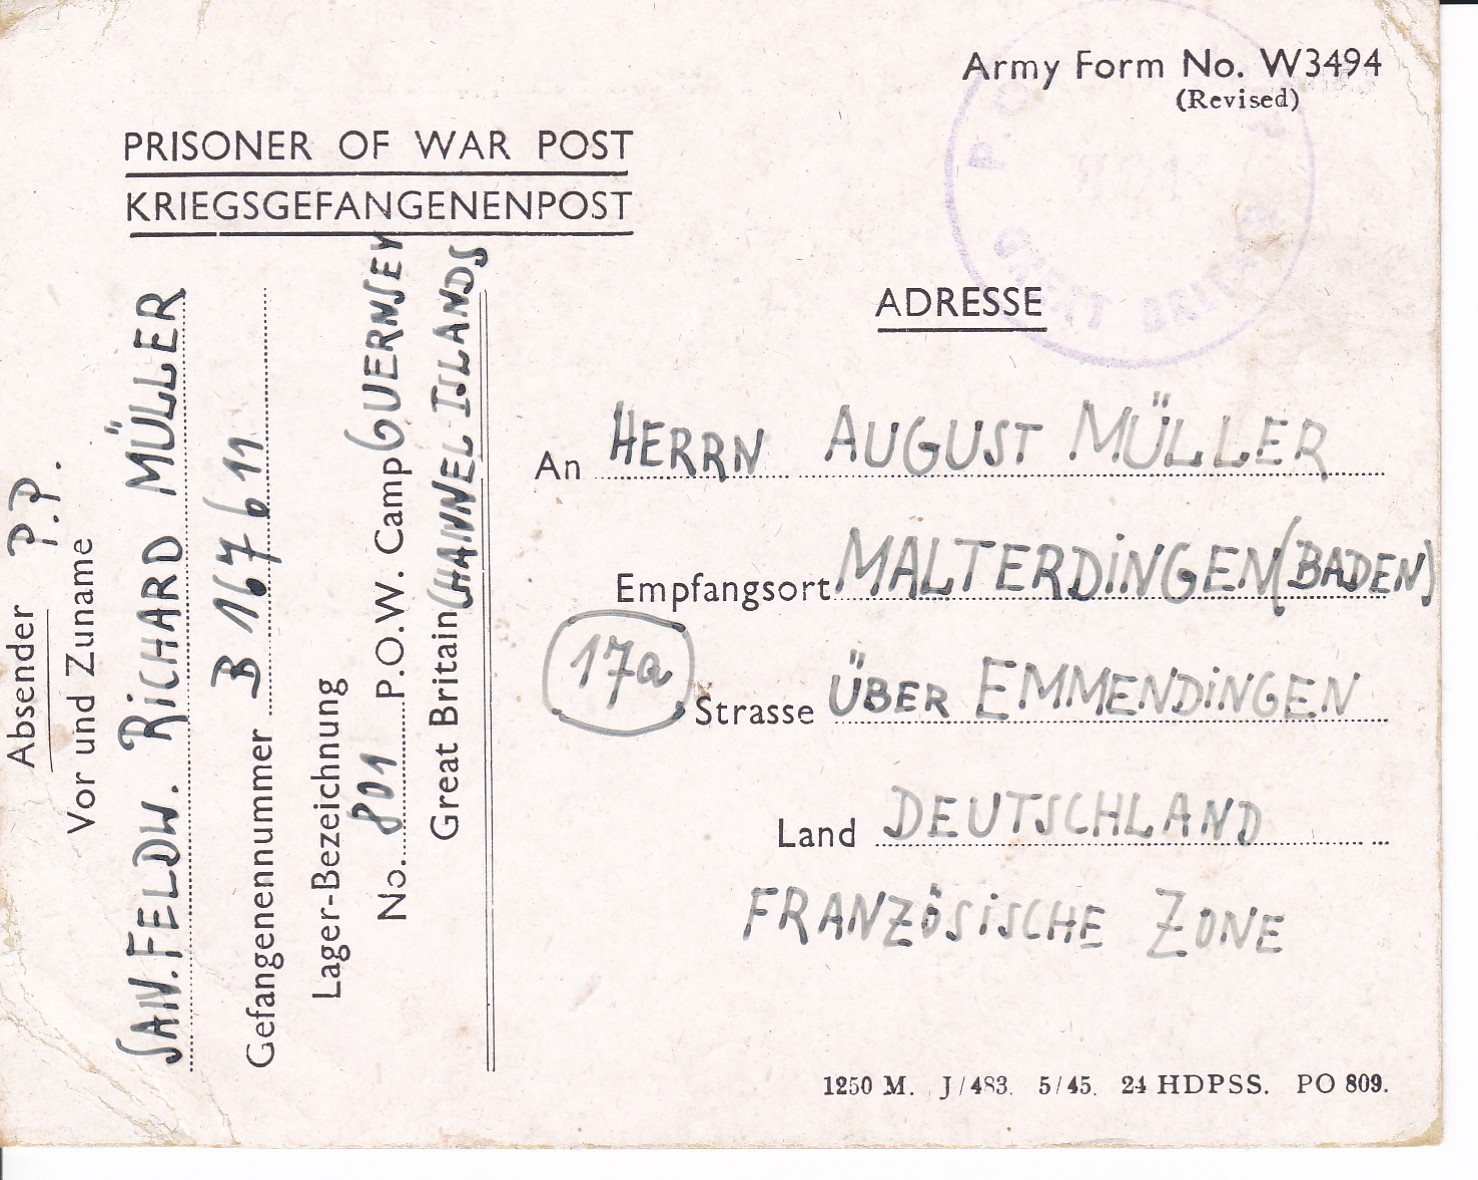 Army Form No. W3494
(Revised)
PRISONER OF WAR POST
KRIEGSGEFANGENENPOST
GREAT BRITAIN
ADRESSE
An HERRN AUGUST MÜLLER
Empfangsort MALTERDINGEN (BADEN)
17a
Strasse ÜBER EMMENDINGEN
Land DEUTSCHLAND
FRANZÖSISCHE ZONE
1250 M. J/483. 5/45. 24 HDPSS. PO 809.
Absender P.P.
Vor und Zuname
SAN.FELDW. RICHARD MÜLLER
Gefangenennummer B 167611
Lager-Bezeichnung
No. 801 P.O.W. Camp GUERNSEY
Great Britain CHANNEL ISLANDS